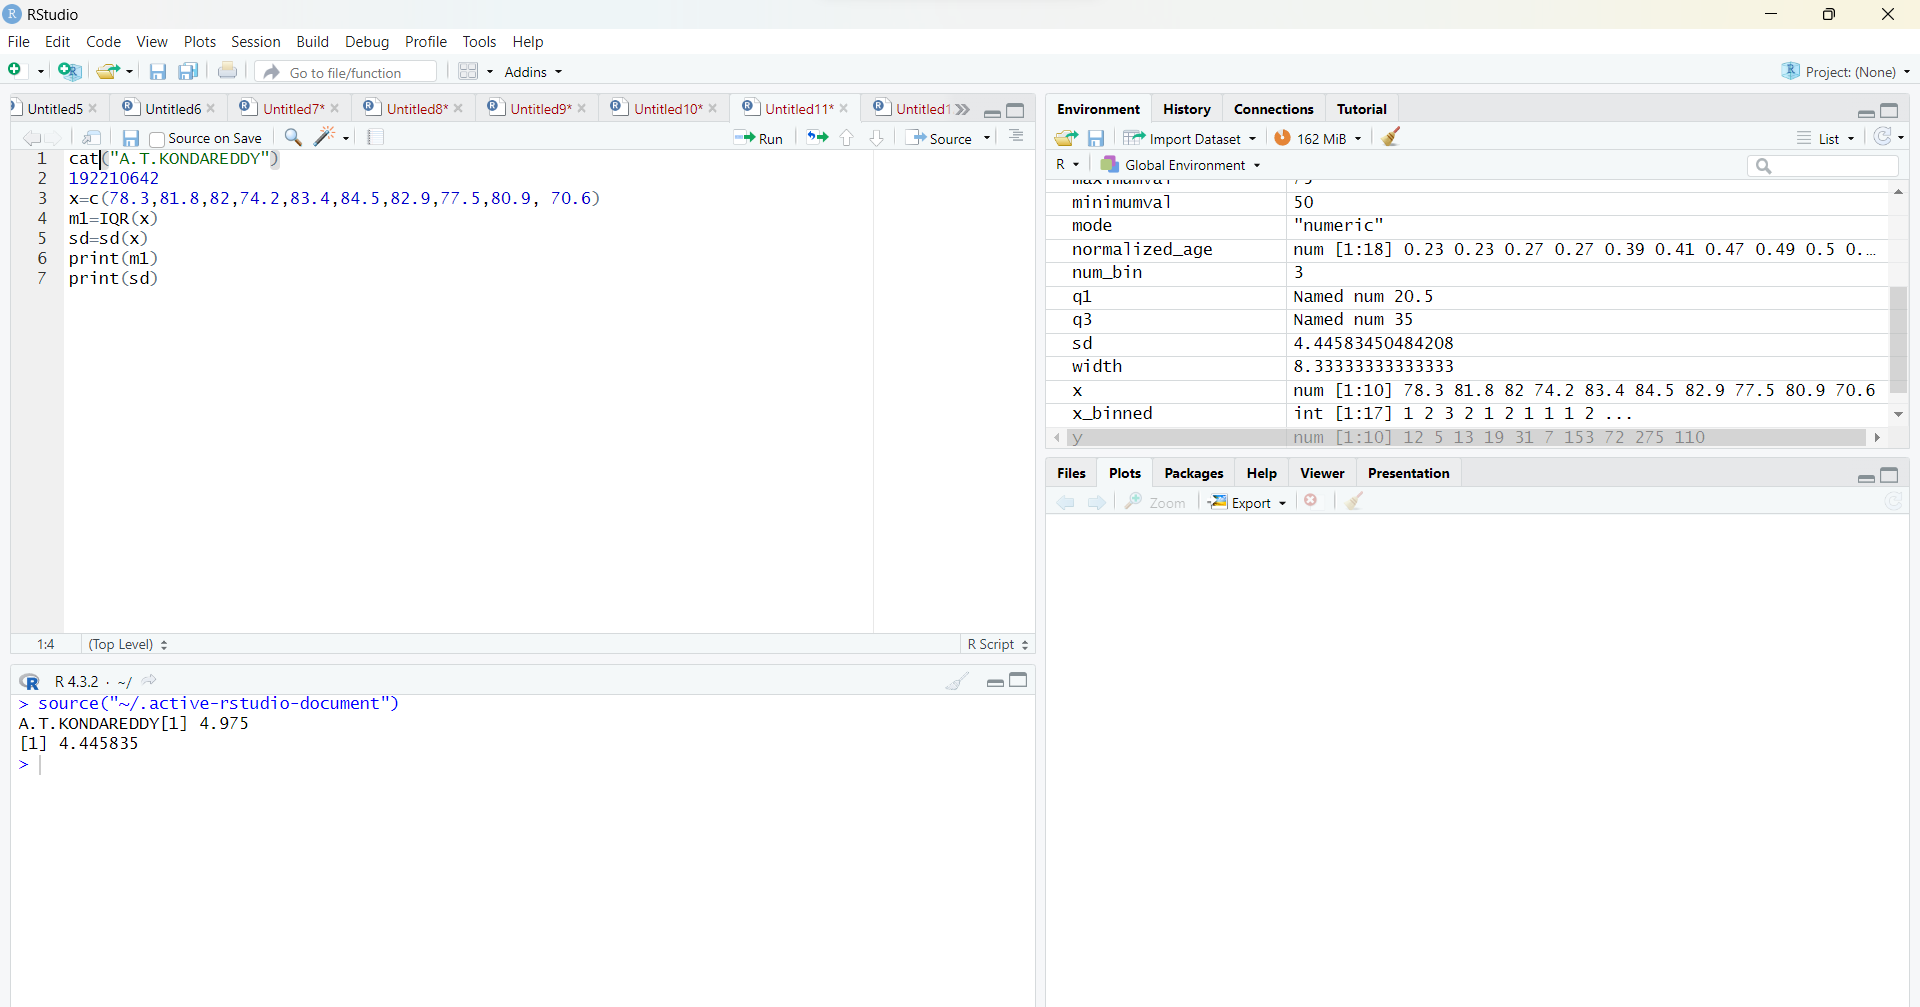 RStudio
File Edit Code View Plots Session Build Debug Profile Tools Help
Go to file/function Addins Project: (None)
Untitled5 Untitled6 Untitled7* Untitled8* Untitled9* Untitled10* Untitled11* Untitled1
Source on Save Run Source
1 cat("A.T.KONDAREDDY")
2 192210642
3 x=c(78.3,81.8,82,74.2,83.4,84.5,82.9,77.5,80.9, 70.6)
4 m1=IQR(x)
5 sd=sd(x)
6 print(m1)
7 print(sd)
1:4 (Top Level) R Script
R 4.3.2 · ~/
> source("~/.active-rstudio-document")
A.T.KONDAREDDY[1] 4.975
[1] 4.445835
>
Environment History Connections Tutorial
Import Dataset 162 MiB List
R Global Environment
minimumval 50
mode "numeric"
normalized_age num [1:18] 0.23 0.23 0.27 0.27 0.39 0.41 0.47 0.49 0.5 0.…
num_bin 3
q1 Named num 20.5
q3 Named num 35
sd 4.44583450484208
width 8.33333333333333
x num [1:10] 78.3 81.8 82 74.2 83.4 84.5 82.9 77.5 80.9 70.6
x_binned int [1:17] 1 2 3 2 1 2 1 1 1 2 ...
y num [1:10] 12 5 13 19 31 7 153 72 275 110
Files Plots Packages Help Viewer Presentation
Zoom Export